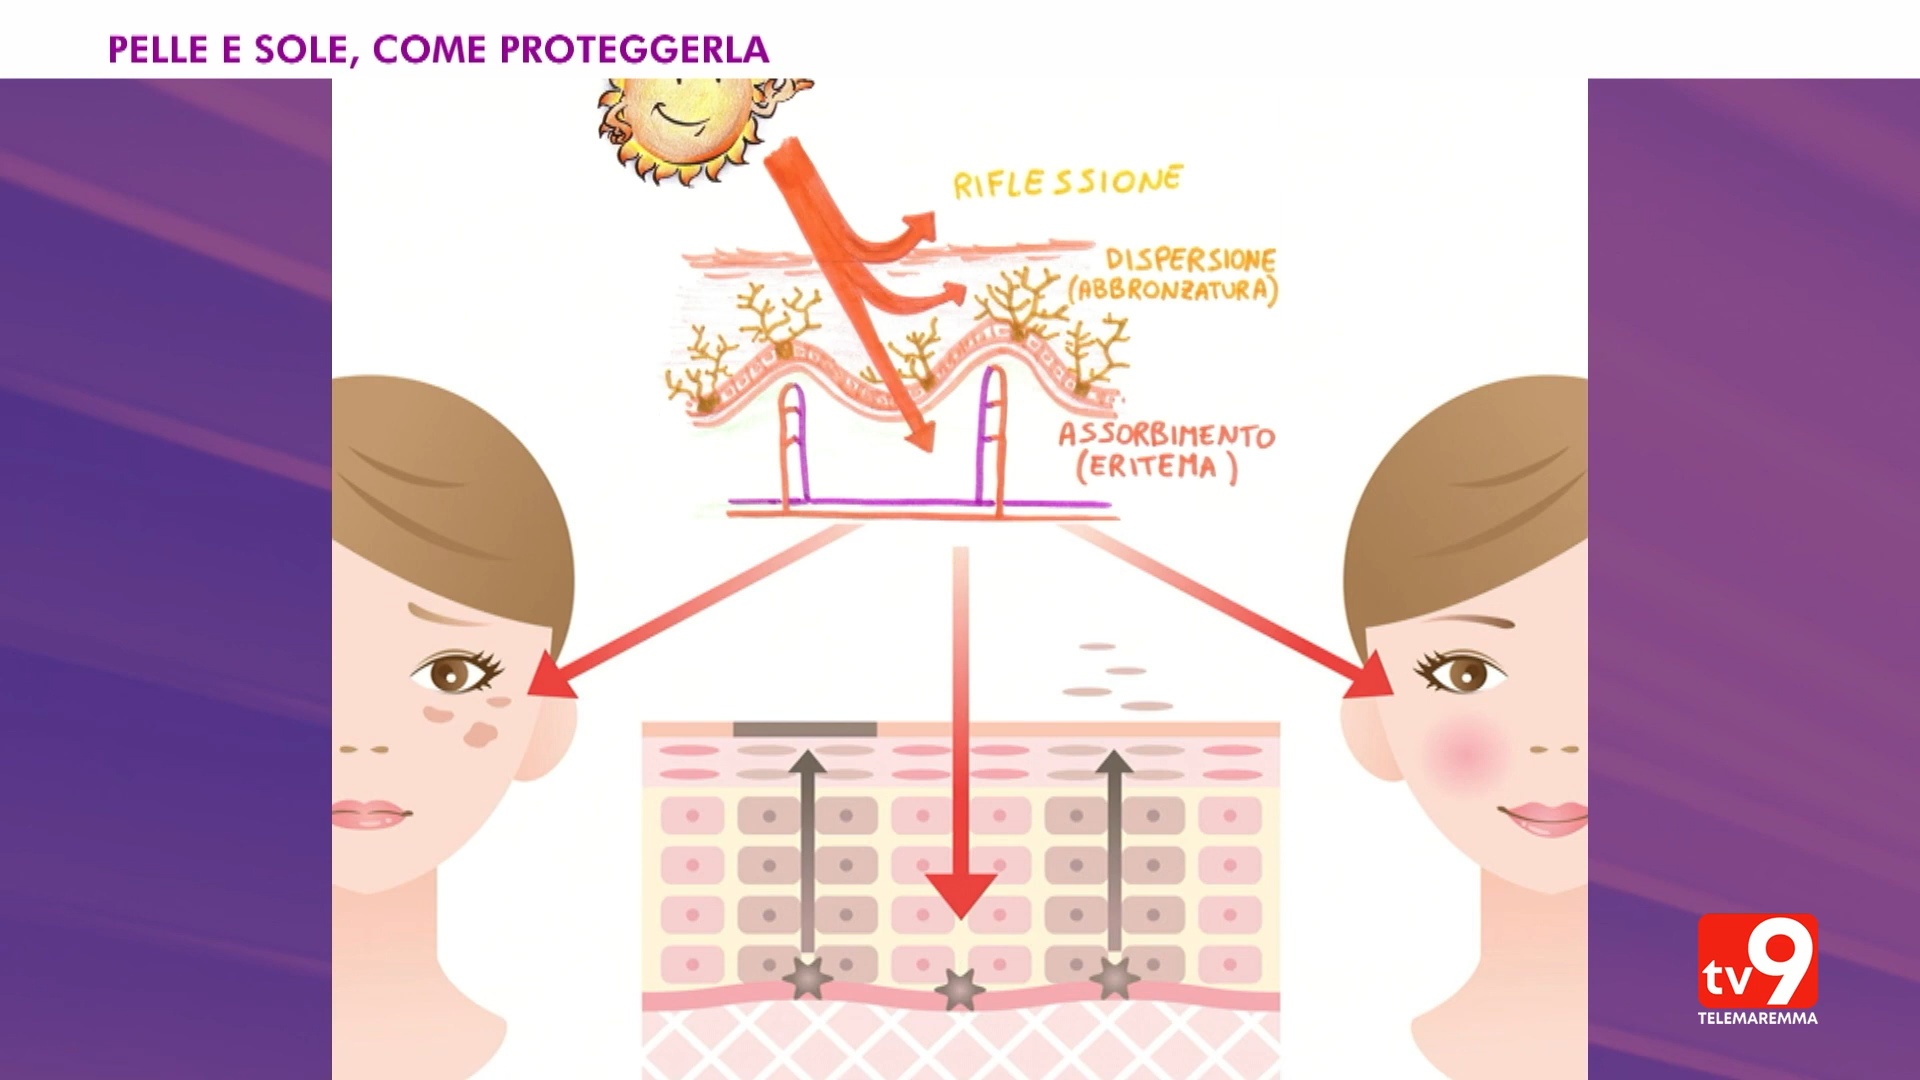 PELLE E SOLE, COME PROTEGGERLA
RIFLESSIONE
DISPERSIONE
(ABBRONZATURA)
ASSORBIMENTO
(ERITEMA)
tv9
TELEMAREMMA